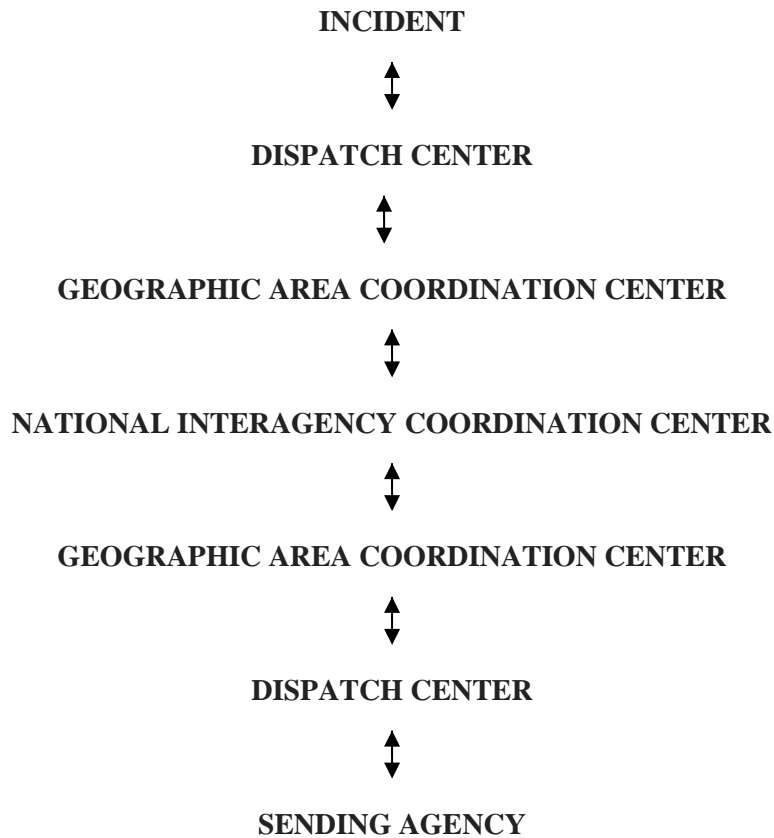 INCIDENT
DISPATCH CENTER
GEOGRAPHIC AREA COORDINATION CENTER
NATIONAL INTERAGENCY COORDINATION CENTER
GEOGRAPHIC AREA COORDINATION CENTER
DISPATCH CENTER
SENDING AGENCY